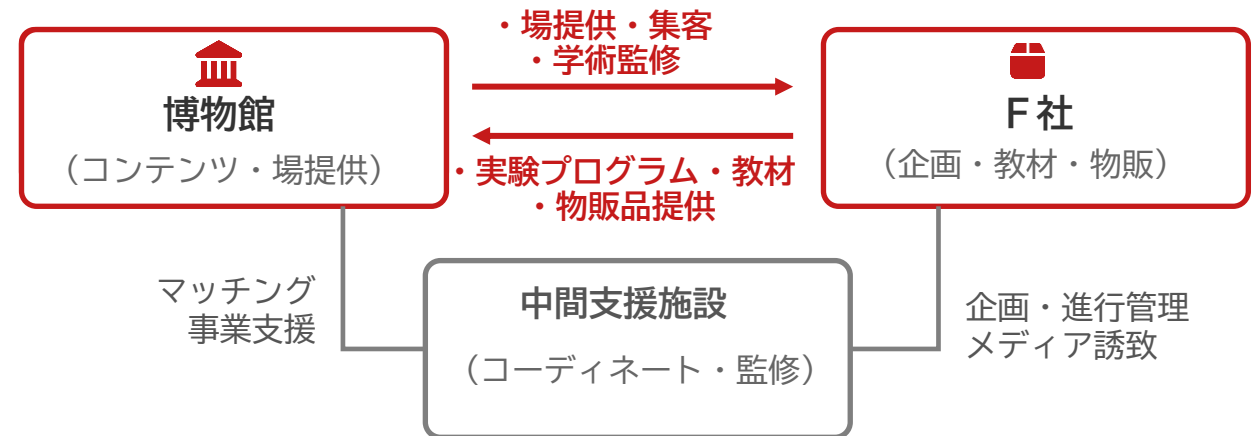 ・場提供・集客
・学術監修
博物館
（コンテンツ・場提供）
Ｆ社
（企画・教材・物販）
・実験プログラム・教材
・物販品提供
マッチング
事業支援
中間支援施設
（コーディネート・監修）
企画・進行管理
メディア誘致